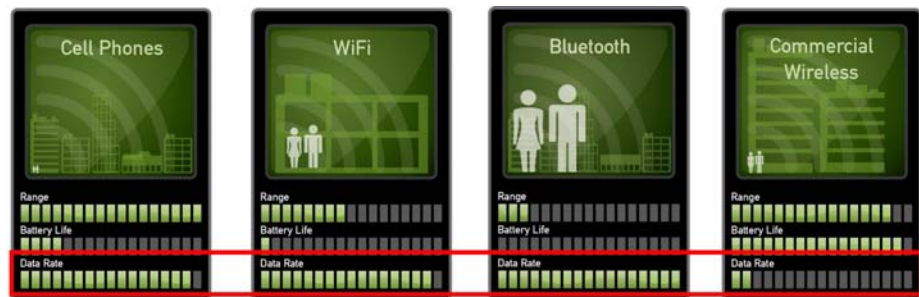 Cell Phones
Range
Battery Life
Data Rate
WiFi
Range
Battery Life
Data Rate
Bluetooth
Range
Battery Life
Data Rate
Commercial
Wireless
Range
Battery Life
Data Rate